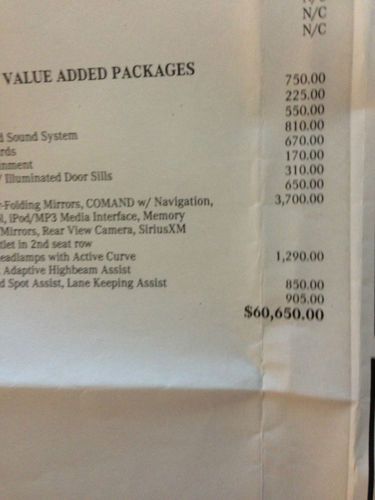 N/C
N/C
N/C
VALUE ADDED PACKAGES
750.00
225.00
550.00
810.00
d Sound System 670.00
rds 170.00
inment 310.00
/ Illuminated Door Sills 650.00
r-Folding Mirrors, COMAND w/ Navigation, 3,700.00
l, iPod/MP3 Media Interface, Memory
Mirrors, Rear View Camera, SiriusXM
tlet in 2nd seat row
eadlamps with Active Curve 1,290.00
Adaptive Highbeam Assist
d Spot Assist, Lane Keeping Assist 850.00
905.00
$60,650.00